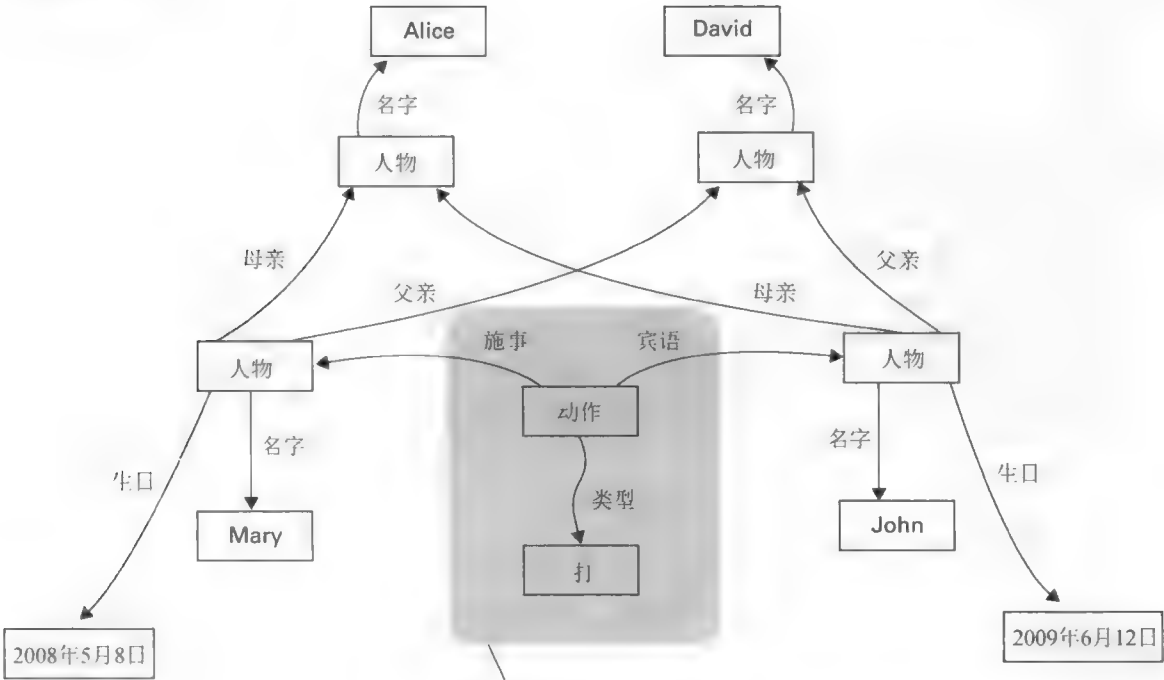 Alice
David
名字
名字
人物
人物
母亲
父亲
父亲
母亲
施事
宾语
人物
人物
动作
名字
名字
生日
生日
类型
Mary
John
打
2008年5月8日
2009年6月12日